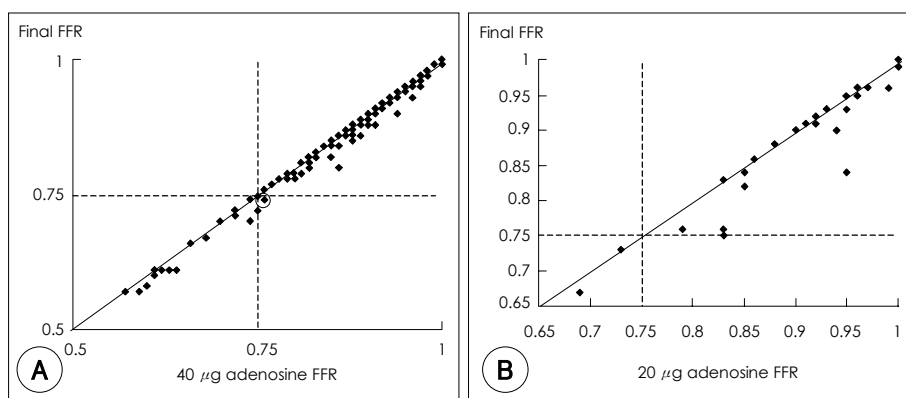 Final FFR
1
0.75
0.5
0.5 0.75 1
40 μg adenosine FFR
A
Final FFR
1
0.95
0.9
0.85
0.8
0.75
0.7
0.65
0.65 0.7 0.75 0.8 0.85 0.9 0.95 1
20 μg adenosine FFR
B